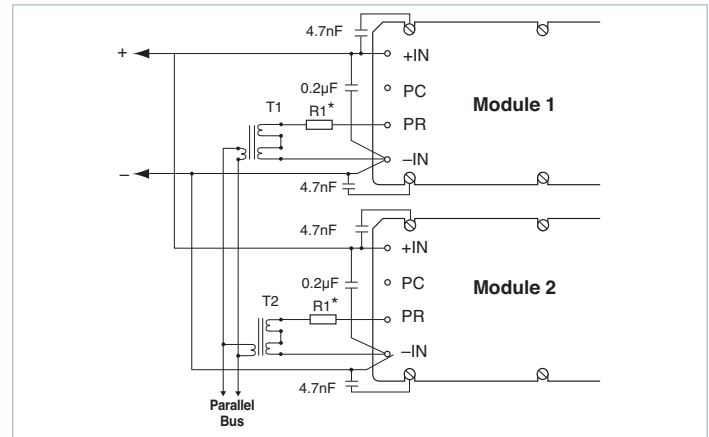 4.7nF
+
+IN
0.2µF
PC
Module 1
T1
R1*
PR
–
–IN
4.7nF
4.7nF
+IN
0.2µF
PC
Module 2
T2
R1*
PR
–IN
4.7nF
Parallel
Bus